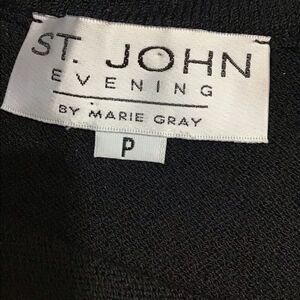 ST. JOHN
EVENING
BY MARIE GRAY
P